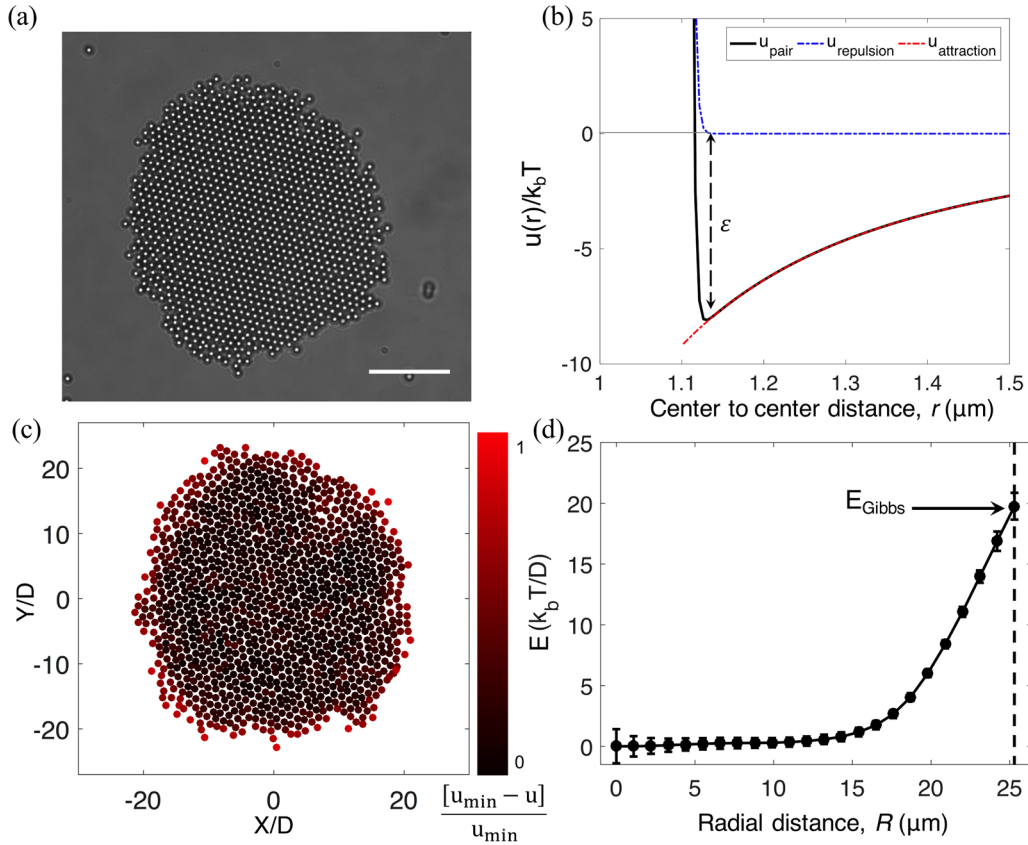 (a)
(b)
u_pair u_repulsion u_attraction
5
0
-5
-10
u(r)/k_bT
ε
1 1.1 1.2 1.3 1.4 1.5
Center to center distance, r (μm)
(c)
20
10
0
-10
-20
Y/D
-20 0 20
X/D
1
0
[u_min − u]
u_min
(d)
25
20
15
10
5
0
E (k_bT/D)
E_Gibbs
0 5 10 15 20 25
Radial distance, R (μm)